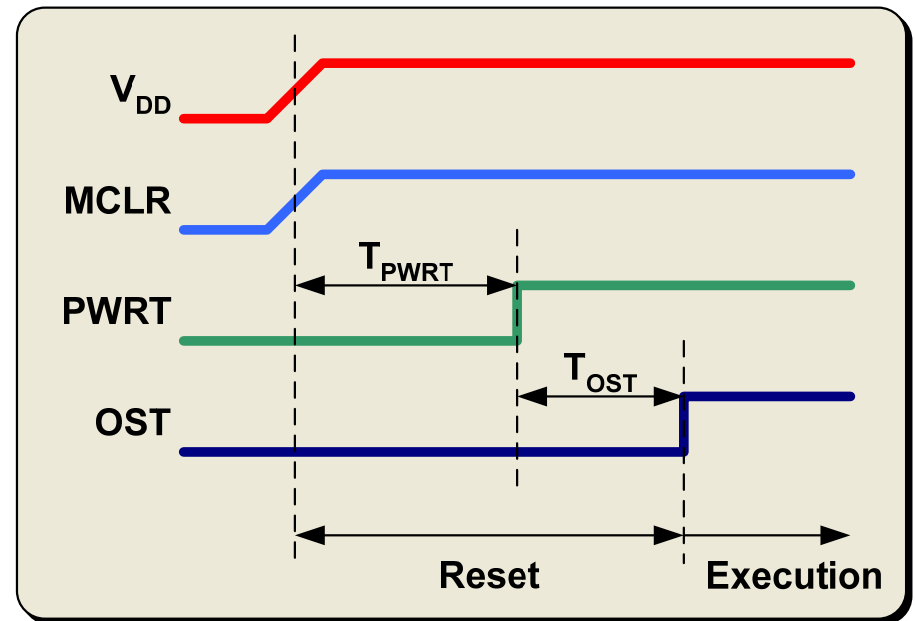 VDD
MCLR
TPWRT
PWRT
TOST
OST
Reset
Execution